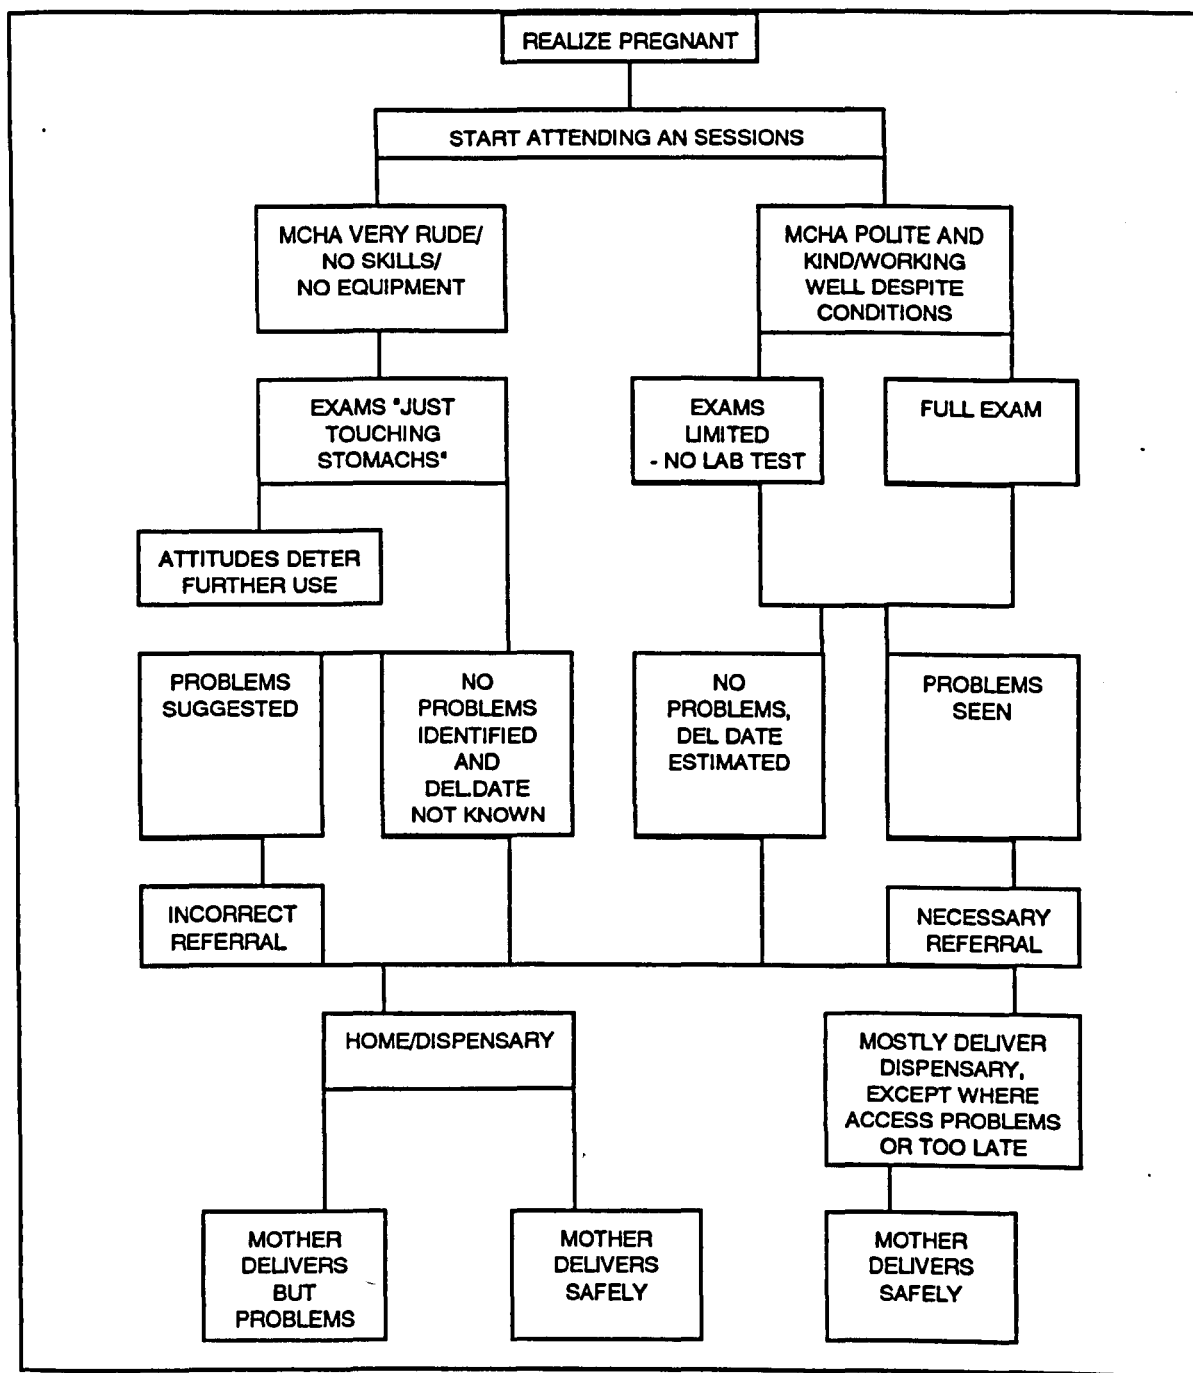 REALIZE PREGNANT
START ATTENDING AN SESSIONS
MCHA VERY RUDE/
NO SKILLS/
NO EQUIPMENT
MCHA POLITE AND
KIND/WORKING
WELL DESPITE
CONDITIONS
EXAMS "JUST
TOUCHING
STOMACHS"
EXAMS
LIMITED
- NO LAB TEST
FULL EXAM
ATTITUDES DETER
FURTHER USE
PROBLEMS
SUGGESTED
NO
PROBLEMS
IDENTIFIED
AND
DEL.DATE
NOT KNOWN
NO
PROBLEMS,
DEL DATE
ESTIMATED
PROBLEMS
SEEN
INCORRECT
REFERRAL
NECESSARY
REFERRAL
HOME/DISPENSARY
MOSTLY DELIVER
DISPENSARY,
EXCEPT WHERE
ACCESS PROBLEMS
OR TOO LATE
MOTHER
DELIVERS
BUT
PROBLEMS
MOTHER
DELIVERS
SAFELY
MOTHER
DELIVERS
SAFELY